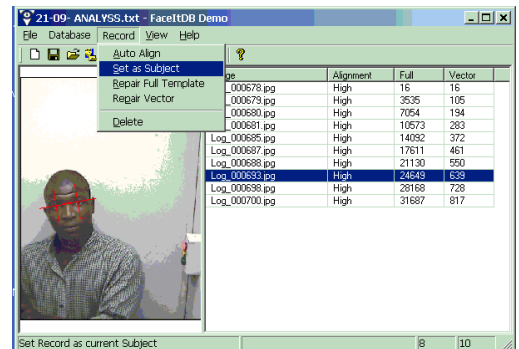 21-09- ANALYSS.txt - FaceItDB Demo
File Database Record View Help
Auto Align
Set as Subject
Repair Full Template
Repair Vector
Delete
Alignment Full Vector
_000678.jpg High 16 16
_000679.jpg High 3535 105
_000680.jpg High 7054 194
_000681.jpg High 10573 283
Log_000685.jpg High 14092 372
Log_000687.jpg High 17611 461
Log_000688.jpg High 21130 550
Log_000693.jpg High 24649 639
Log_000698.jpg High 28168 728
Log_000700.jpg High 31687 817
Set Record as current Subject 8 10